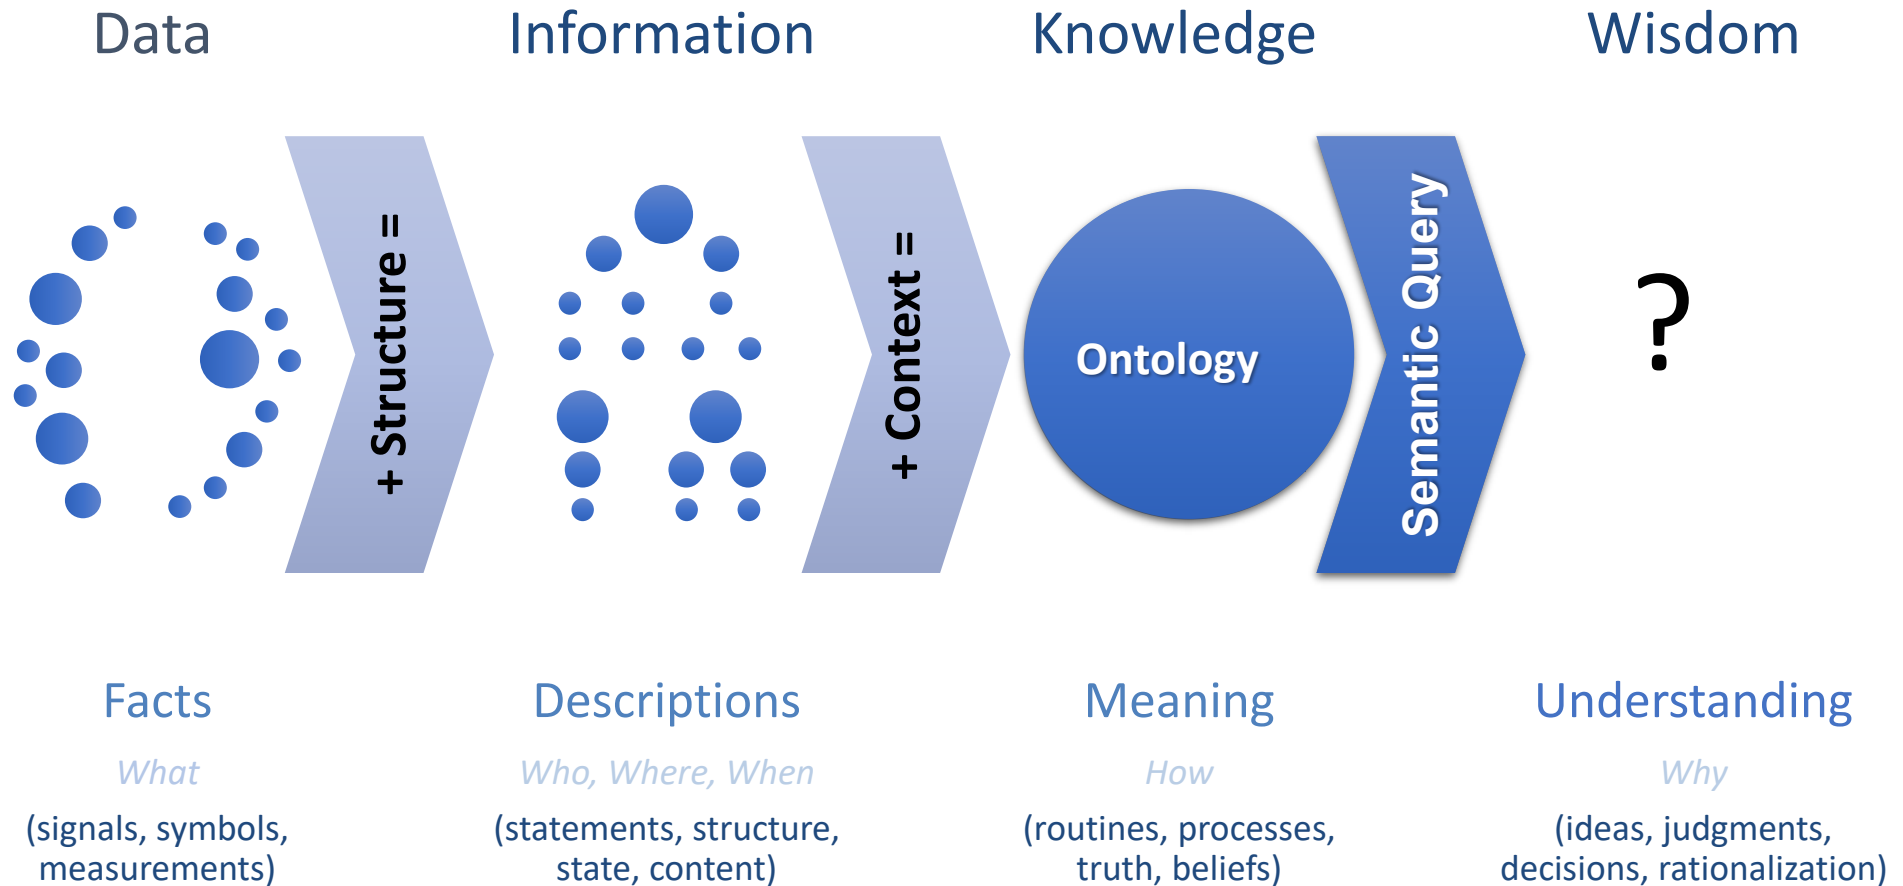 Data
Information
Knowledge
Wisdom
+ Structure =
+ Context =
Ontology
Semantic Query
?
Facts
Descriptions
Meaning
Understanding
What
Who, Where, When
How
Why
(signals, symbols,
measurements)
(statements, structure,
state, content)
(routines, processes,
truth, beliefs)
(ideas, judgments,
decisions, rationalization)